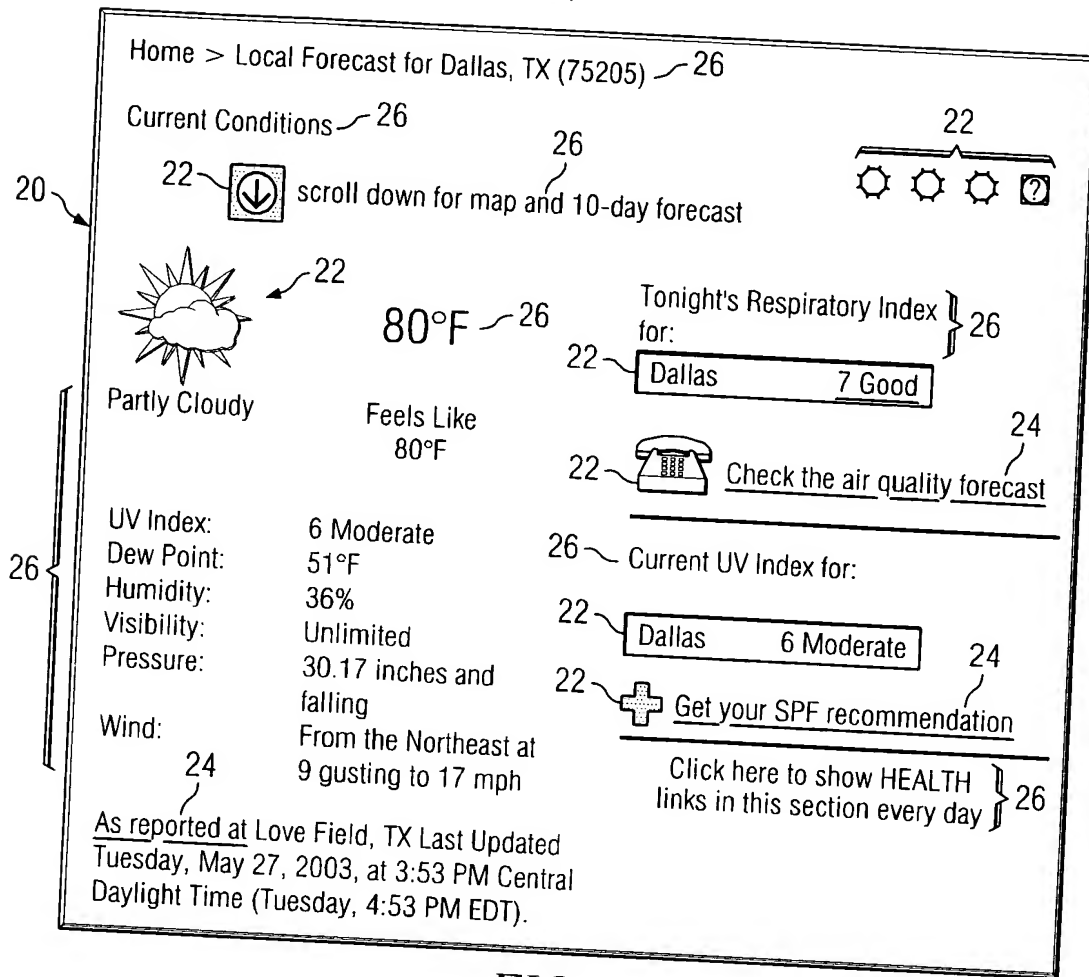 Home > Local Forecast for Dallas, TX (75205) 26
Current Conditions 26
22
26
22
scroll down for map and 10-day forecast
?
20
22
80°F 26
Tonight's Respiratory Index
for:
26
22
Dallas 7 Good
Partly Cloudy
Feels Like
80°F
24
22
Check the air quality forecast
26
UV Index: 6 Moderate
Dew Point: 51°F
Humidity: 36%
Visibility: Unlimited
Pressure: 30.17 inches and
falling
Wind: From the Northeast at
9 gusting to 17 mph
26 Current UV Index for:
22
Dallas 6 Moderate
24
22
Get your SPF recommendation
Click here to show HEALTH
links in this section every day
26
24
As reported at Love Field, TX Last Updated
Tuesday, May 27, 2003, at 3:53 PM Central
Daylight Time (Tuesday, 4:53 PM EDT).